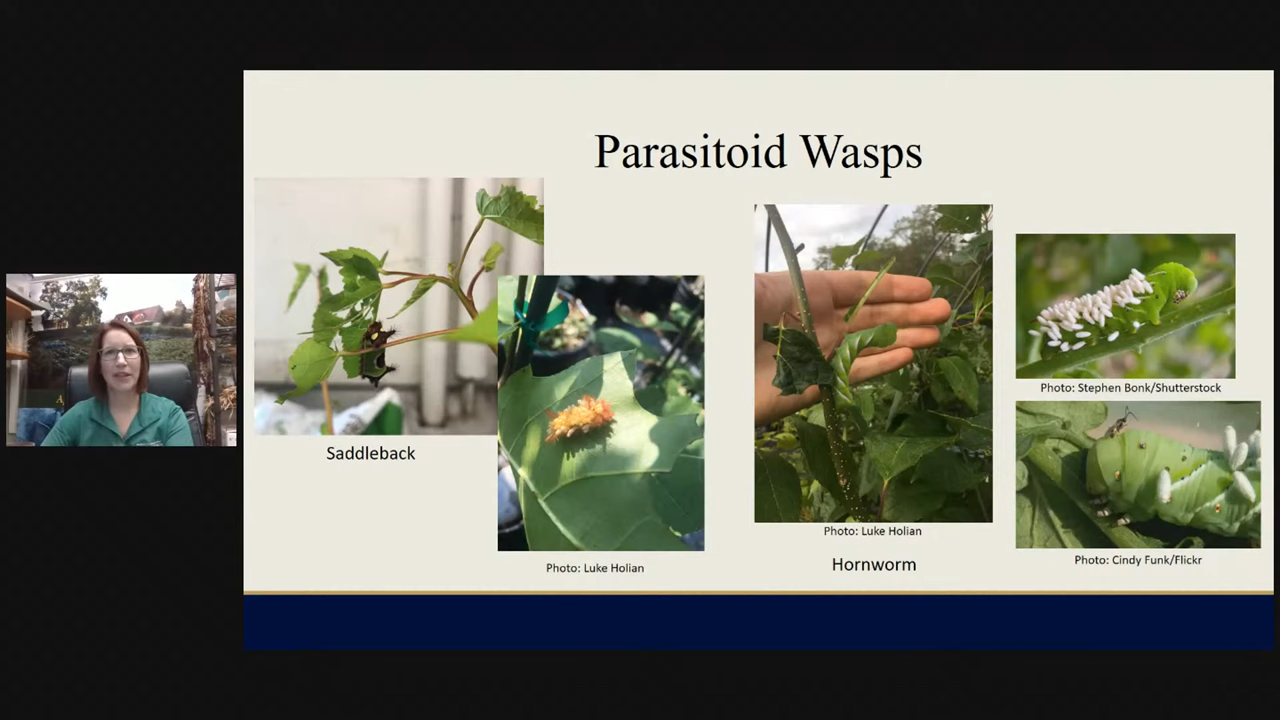 Parasitoid Wasps
Saddleback
Photo: Luke Holian
Photo: Luke Holian
Hornworm
Photo: Stephen Bonk/Shutterstock
Photo: Cindy Funk/Flickr